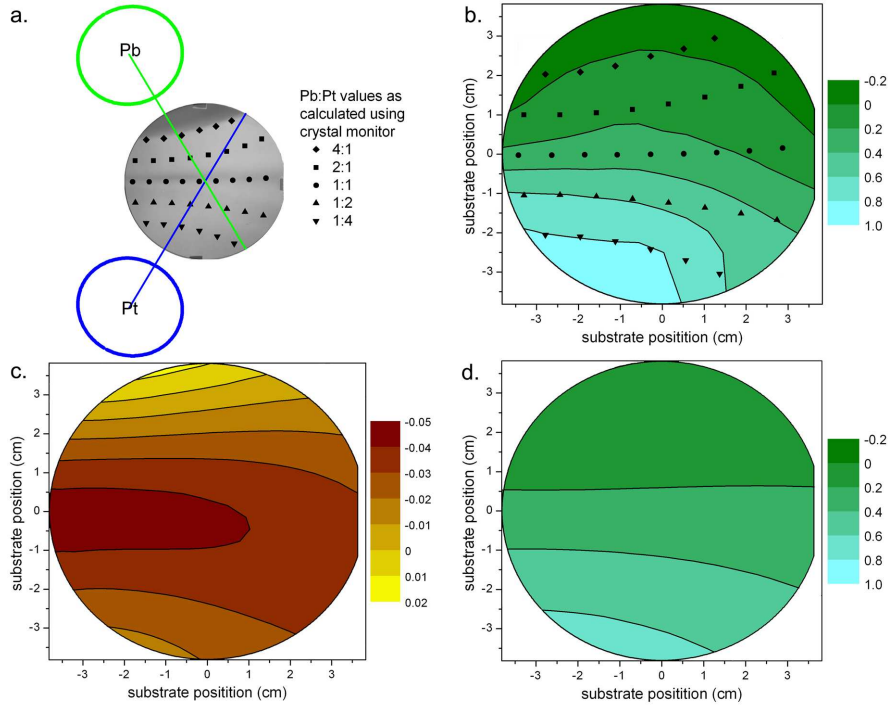 a.
Pb
Pt
Pb:Pt values as
calculated using
crystal monitor
4:1
2:1
1:1
1:2
1:4
b.
substrate position (cm)
3
2
1
0
-1
-2
-3
-3 -2 -1 0 1 2 3
substrate positition (cm)
-0.2
0
0.2
0.4
0.6
0.8
1.0
c.
substrate position (cm)
3
2
1
0
-1
-2
-3
-3 -2 -1 0 1 2 3
substrate positition (cm)
-0.05
-0.04
-0.03
-0.02
-0.01
0
0.01
0.02
d.
substrate position (cm)
3
2
1
0
-1
-2
-3
-3 -2 -1 0 1 2 3
substrate positition (cm)
-0.2
0
0.2
0.4
0.6
0.8
1.0